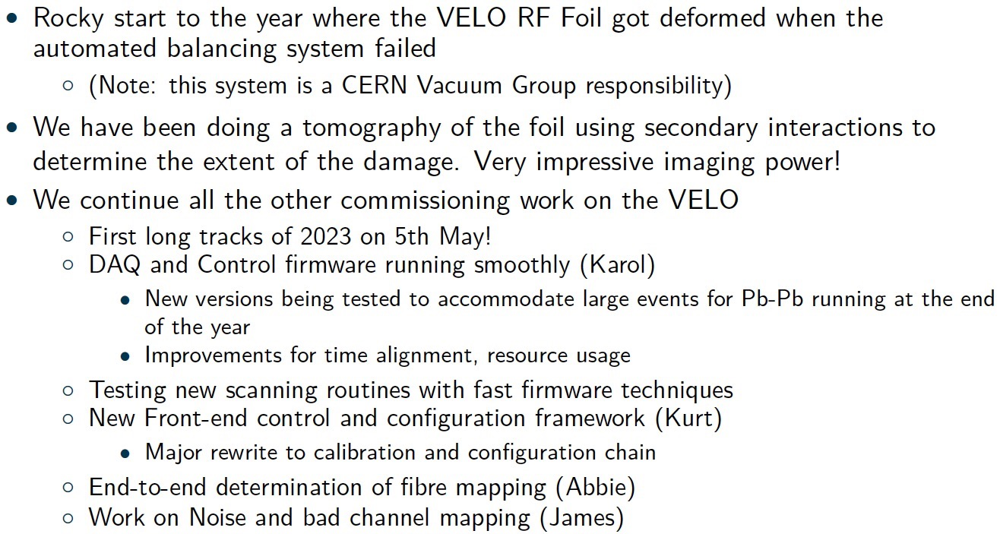 • Rocky start to the year where the VELO RF Foil got deformed when the
automated balancing system failed
○ (Note: this system is a CERN Vacuum Group responsibility)
• We have been doing a tomography of the foil using secondary interactions to
determine the extent of the damage. Very impressive imaging power!
• We continue all the other commissioning work on the VELO
○ First long tracks of 2023 on 5th May!
○ DAQ and Control firmware running smoothly (Karol)
• New versions being tested to accommodate large events for Pb-Pb running at the end
of the year
• Improvements for time alignment, resource usage
○ Testing new scanning routines with fast firmware techniques
○ New Front-end control and configuration framework (Kurt)
• Major rewrite to calibration and configuration chain
○ End-to-end determination of fibre mapping (Abbie)
○ Work on Noise and bad channel mapping (James)